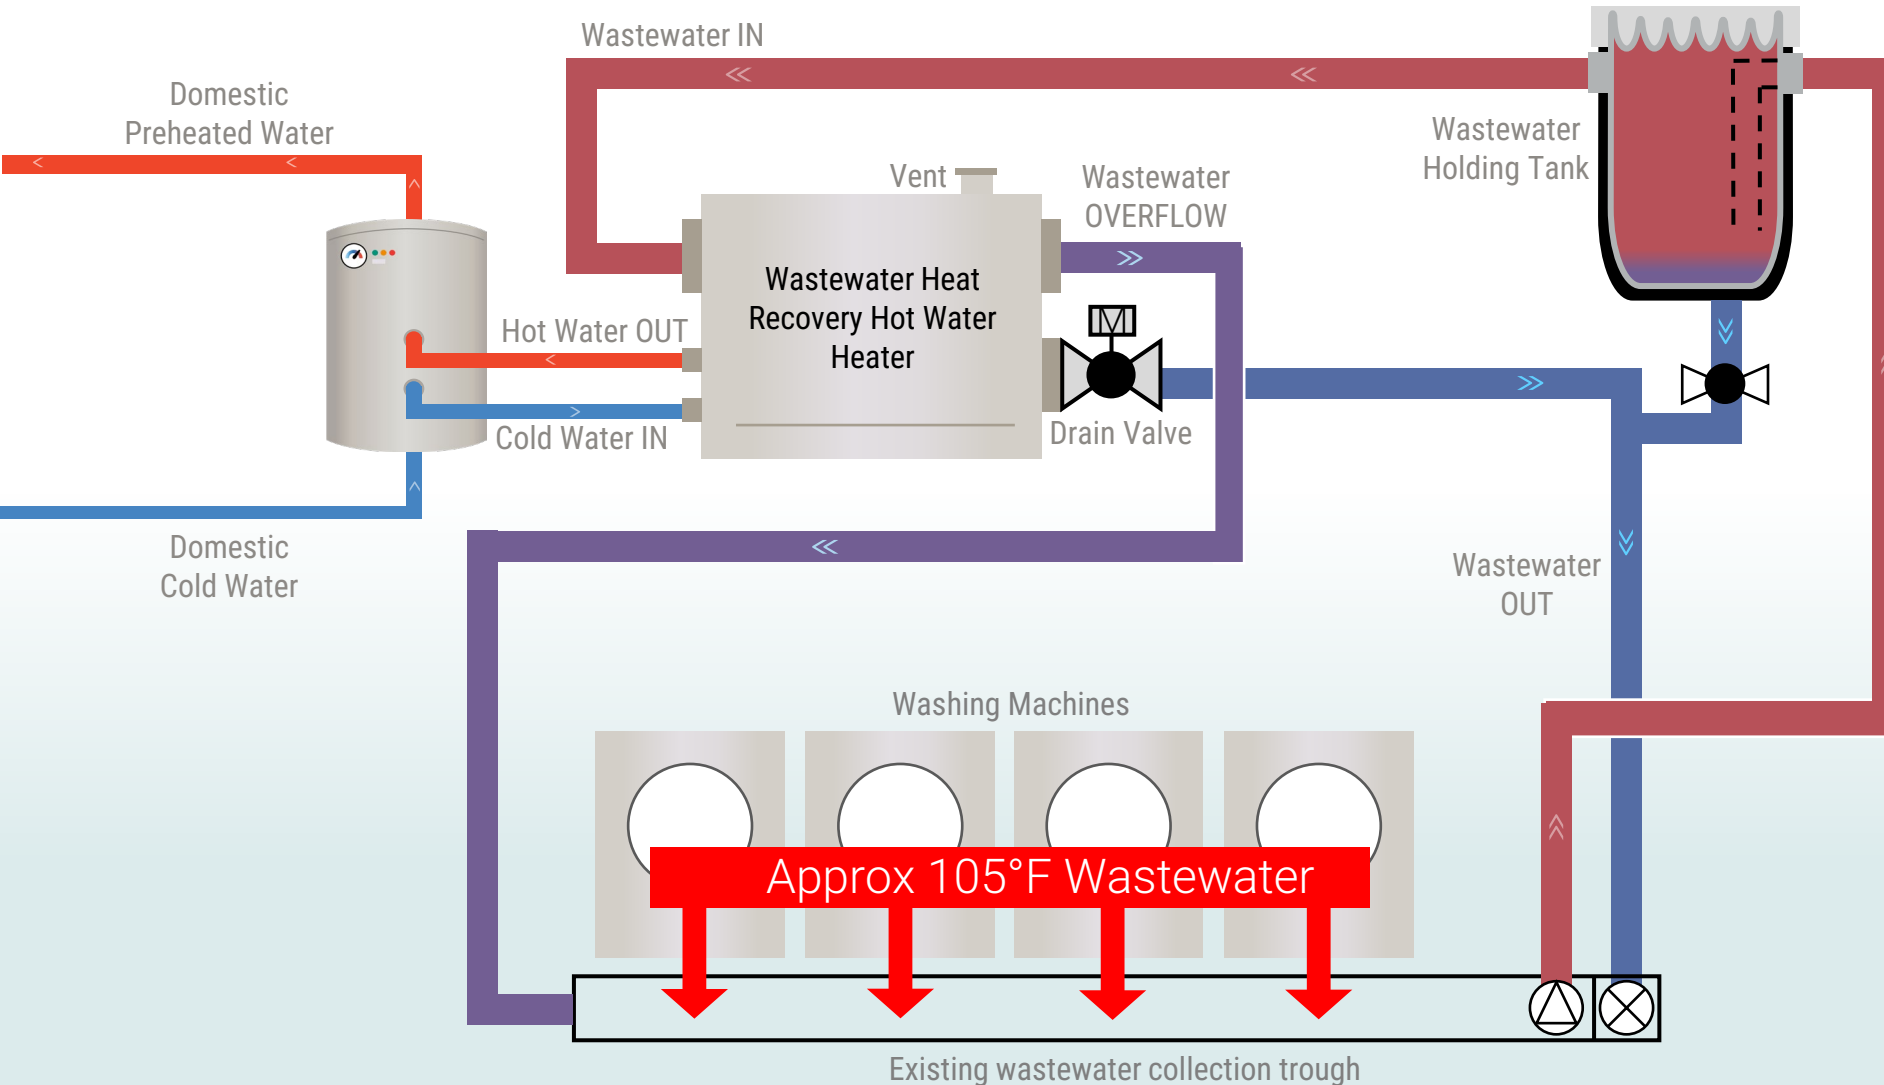 Wastewater IN
Domestic
Preheated Water
Wastewater
Holding Tank
Vent
Wastewater
OVERFLOW
Wastewater Heat
Recovery Hot Water
Heater
Hot Water OUT
M
Cold Water IN
Drain Valve
Domestic
Cold Water
Wastewater
OUT
Washing Machines
Approx 105°F Wastewater
Existing wastewater collection trough